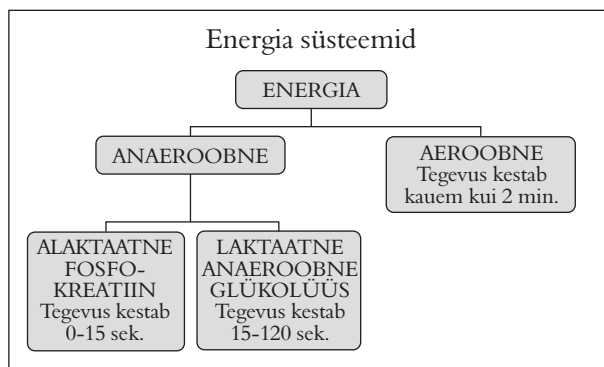 Energia süsteemid
ENERGIA
ANAEROOBNE
AEROOBNE
Tegevus kestab
kauem kui 2 min.
ALAKTAATNE
FOSFO-
KREATIIN
Tegevus kestab
0-15 sek.
LAKTAATNE
ANAEROOBNE
GLÜKOLÜÜS
Tegevus kestab
15-120 sek.